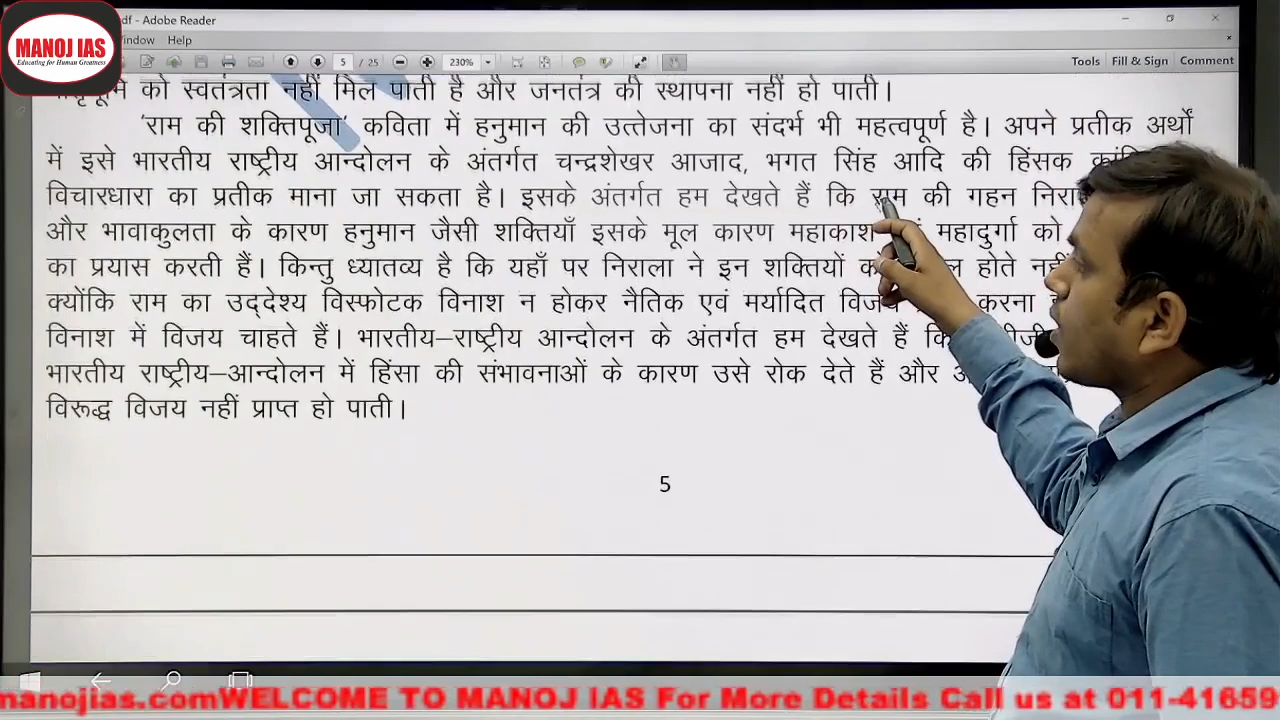 MANOJ IAS
Educating for Human Greatness
df - Adobe Reader
indow Help
5 / 25 230% Tools Fill & Sign Comment
को स्वतंत्रता नहीं मिल पाती है और जनतंत्र की स्थापना नहीं हो पाती।
'राम की शक्तिपूजा' कविता में हनुमान की उत्तेजना का संदर्भ भी महत्वपूर्ण है। अपने प्रतीक अर्थों
में इसे भारतीय राष्ट्रीय आन्दोलन के अंतर्गत चन्द्रशेखर आजाद, भगत सिंह आदि की हिंसक
विचारधारा का प्रतीक माना जा सकता है। इसके अंतर्गत हम देखते हैं कि राम की गहन
और भावाकुलता के कारण हनुमान जैसी शक्तियाँ इसके मूल कारण महाकाश महादुर्गा को
का प्रयास करती हैं। किन्तु ध्यातव्य है कि यहाँ पर निराला ने इन शक्तियों होते नहीं
क्योंकि राम का उद्देश्य विस्फोटक विनाश न होकर नैतिक एवं मर्यादित विजय करना
विनाश में विजय चाहते हैं। भारतीय–राष्ट्रीय आन्दोलन के अंतर्गत हम देखते हैं कि
भारतीय राष्ट्रीय–आन्दोलन में हिंसा की संभावनाओं के कारण उसे रोक देते हैं और
विरूद्ध विजय नहीं प्राप्त हो पाती।
5
manojias.comWELCOME TO MANOJ IAS For More Details Call us at 011-41659